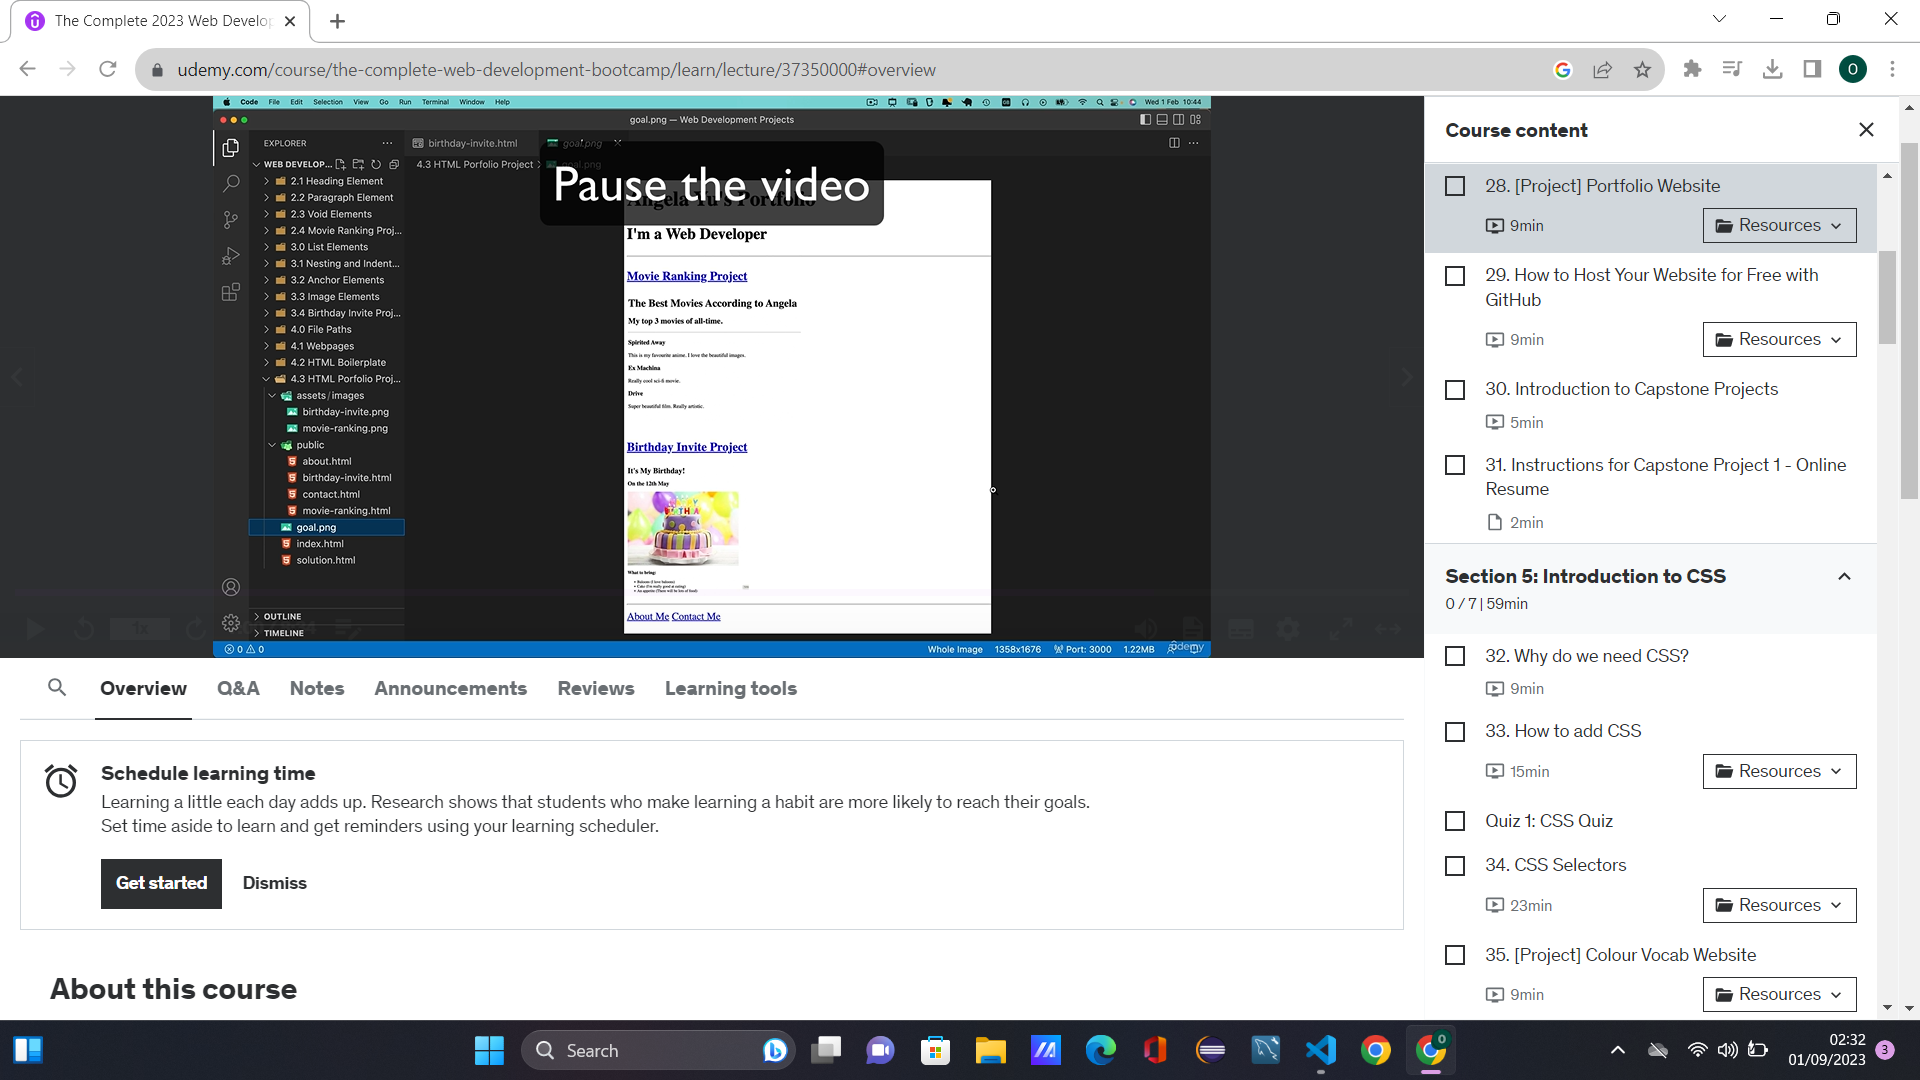 The Complete 2023 Web Develop
udemy.com/course/the-complete-web-development-bootcamp/learn/lecture/37350000#overview
O
Code File Edit Selection View Go Run Terminal Window Help
Wed 1 Feb 10:44
goal.png — Web Development Projects
EXPLORER
birthday-invite.html
goal.png
WEB DEVELOP...
4.3 HTML Porfolio Project > goal.png
Pause the video
2.1 Heading Element
2.2 Paragraph Element
2.3 Void Elements
2.4 Movie Ranking Proj...
3.0 List Elements
3.1 Nesting and Indent...
3.2 Anchor Elements
3.3 Image Elements
3.4 Birthday Invite Proj...
4.0 File Paths
4.1 Webpages
4.2 HTML Boilerplate
4.3 HTML Porfolio Proj...
assets/images
birthday-invite.png
movie-ranking.png
public
about.html
birthday-invite.html
contact.html
movie-ranking.html
goal.png
index.html
solution.html
OUTLINE
TIMELINE
Angela Yu's Portfolio
I'm a Web Developer
Movie Ranking Project
The Best Movies According to Angela
My top 3 movies of all-time.
Spirited Away
This is my favourite anime. I love the beautiful images.
Ex Machina
Really cool sci-fi movie.
Drive
Super beautiful film. Really artistic.
Birthday Invite Project
It's My Birthday!
On the 12th May
What to bring:
About Me Contact Me
1x
0 0
Whole Image 1358x1676 Port: 3000 1.22MB
udemy
Overview Q&A Notes Announcements Reviews Learning tools
Schedule learning time
Learning a little each day adds up. Research shows that students who make learning a habit are more likely to reach their goals.
Set time aside to learn and get reminders using your learning scheduler.
Get started Dismiss
About this course
Course content
28. [Project] Portfolio Website
9min
Resources
29. How to Host Your Website for Free with
GitHub
9min
Resources
30. Introduction to Capstone Projects
5min
31. Instructions for Capstone Project 1 - Online
Resume
2min
Section 5: Introduction to CSS
0 / 7 | 59min
32. Why do we need CSS?
9min
33. How to add CSS
15min
Resources
Quiz 1: CSS Quiz
34. CSS Selectors
23min
Resources
35. [Project] Colour Vocab Website
9min
Resources
Search
02:32
01/09/2023
3